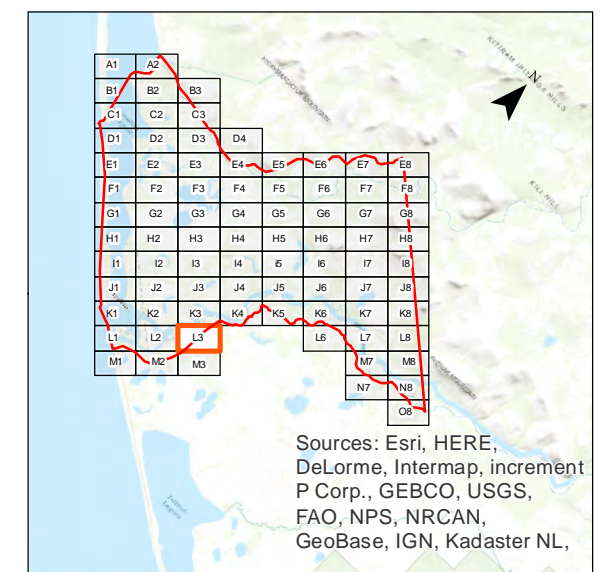 N
KITIRAM IPIENGA HILLS
KILI HILL
A1 A2
B1 B2 B3
C1 C2 C3
D1 D2 D3 D4
E1 E2 E3 E4 E5 E6 E7 E8
F1 F2 F3 F4 F5 F6 F7 F8
G1 G2 G3 G4 G5 G6 G7 G8
H1 H2 H3 H4 H5 H6 H7 H8
I1 I2 I3 I4 i5 I6 I7 I8
J1 J2 J3 J4 J5 J6 J7 J8
K1 K2 K3 K4 K5 K6 K7 K8
L1 L2 L3 L6 L7 L8
M1 M2 M3 M7 M8
N7 N8
O8
Sources: Esri, HERE,
DeLorme, Intermap, increment
P Corp., GEBCO, USGS,
FAO, NPS, NRCAN,
GeoBase, IGN, Kadaster NL,